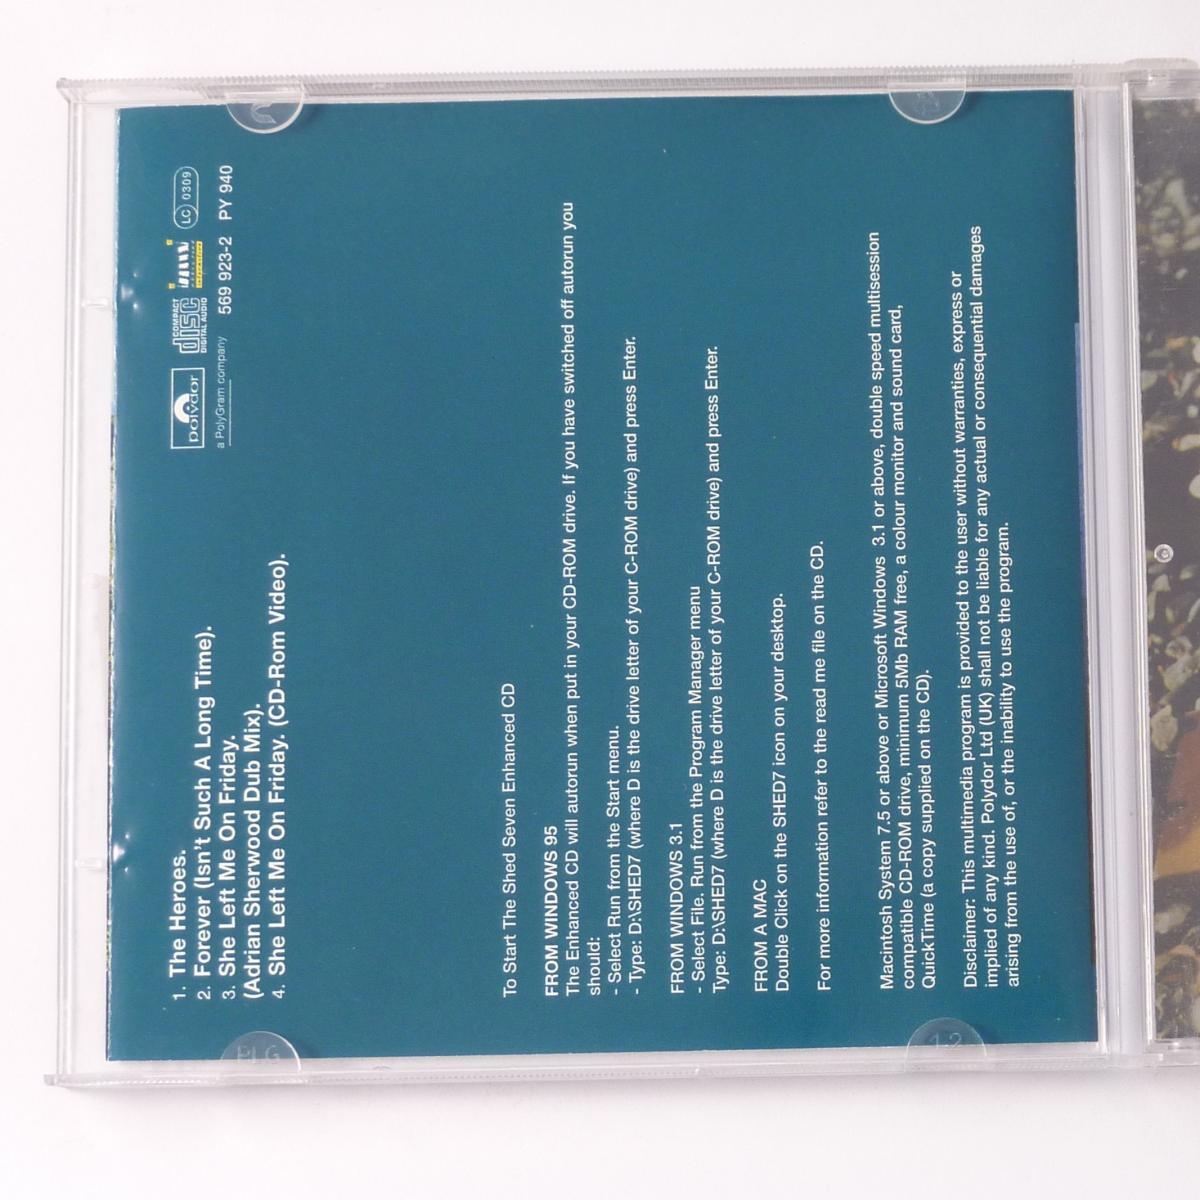 1. The Heroes.
2. Forever (Isn't Such A Long Time).
3. She Left Me On Friday.
(Adrian Sherwood Dub Mix).
4. She Left Me On Friday. (CD-Rom Video).
polydor
a PolyGram company
COMPACT
disc
DIGITAL AUDIO
LC 0309
569 923-2 PY 940
To Start The Shed Seven Enhanced CD
FROM WINDOWS 95
The Enhanced CD will autorun when put in your CD-ROM drive. If you have switched off autorun you
should:
- Select Run from the Start menu.
- Type: D:\SHED7 (where D is the drive letter of your C-ROM drive) and press Enter.
FROM WINDOWS 3.1
- Select File. Run from the Program Manager menu
Type: D:\SHED7 (where D is the drive letter of your C-ROM drive) and press Enter.
FROM A MAC
Double Click on the SHED7 icon on your desktop.
For more information refer to the read me file on the CD.
Macintosh System 7.5 or above or Microsoft Windows 3.1 or above, double speed multisession
compatible CD-ROM drive, minimum 5Mb RAM free, a colour monitor and sound card,
QuickTime (a copy supplied on the CD).
Disclaimer: This multimedia program is provided to the user without warranties, express or
implied of any kind. Polydor Ltd (UK) shall not be liable for any actual or consequential damages
arising from the use of, or the inability to use the program.
PLG
12